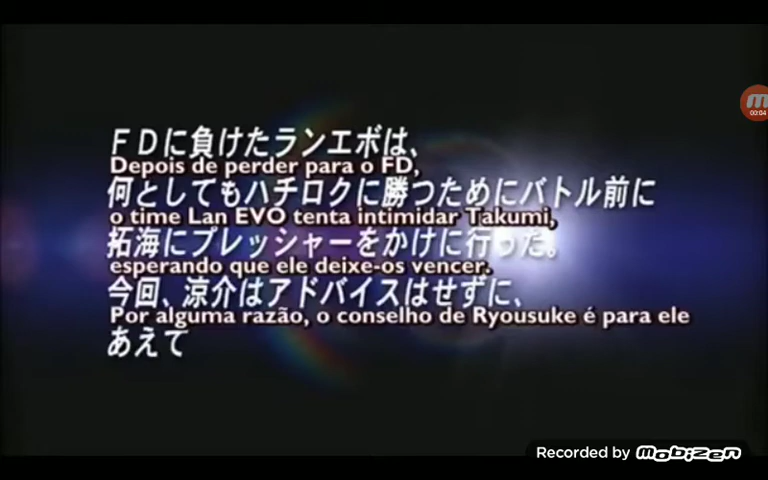 ＦＤに負けたランエボは、
Depois de perder para o FD,
何としてもハチロクに勝つためにバトル前に
o time Lan EVO tenta intimidar Takumi,
拓海にプレッシャーをかけに行った。
esperando que ele deixe-os vencer.
今回、涼介はアドバイスはせずに、
Por alguma razão, o conselho de Ryousuke é para ele
あえて
00:04
Recorded by mobizen